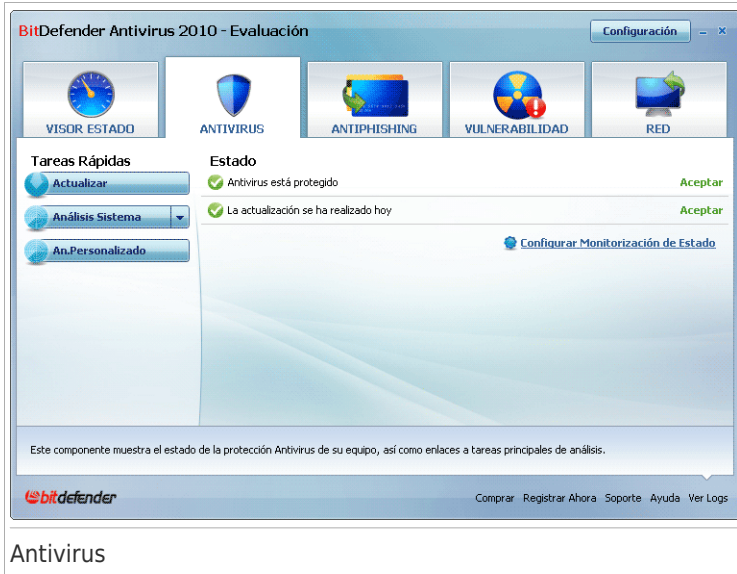 BitDefender Antivirus 2010 - Evaluación
Configuración
VISOR ESTADO
ANTIVIRUS
ANTIPHISHING
VULNERABILIDAD
RED
Tareas Rápidas
Actualizar
Análisis Sistema
An.Personalizado
Estado
Antivirus está protegido
Aceptar
La actualización se ha realizado hoy
Aceptar
Configurar Monitorización de Estado
Este componente muestra el estado de la protección Antivirus de su equipo, así como enlaces a tareas principales de análisis.
bitdefender
Comprar Registrar Ahora Soporte Ayuda Ver Logs
Antivirus